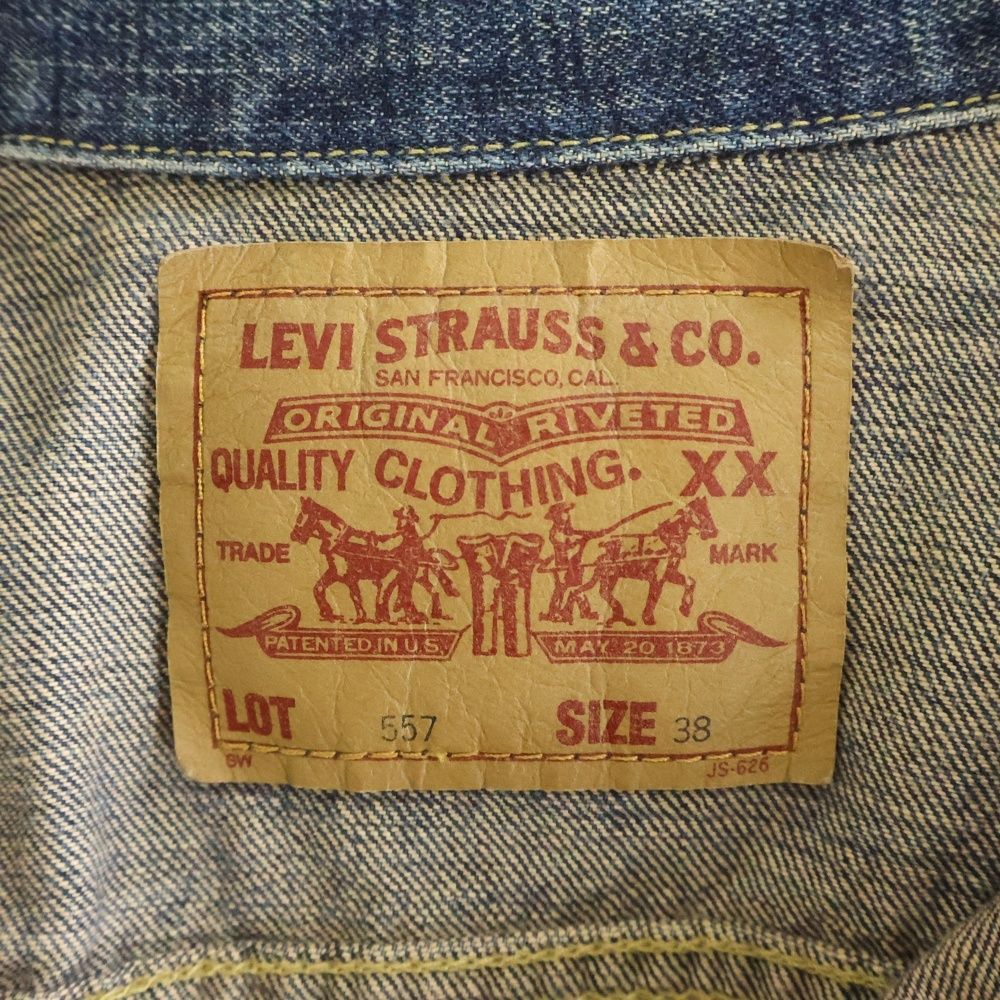 LEVI STRAUSS & CO.
SAN FRANCISCO, CAL.
ORIGINAL RIVETED
QUALITY CLOTHING. XX
TRADE MARK
PATENTED IN U.S. MAY 20 1873
LOT 557 SIZE 38
SW JS-626